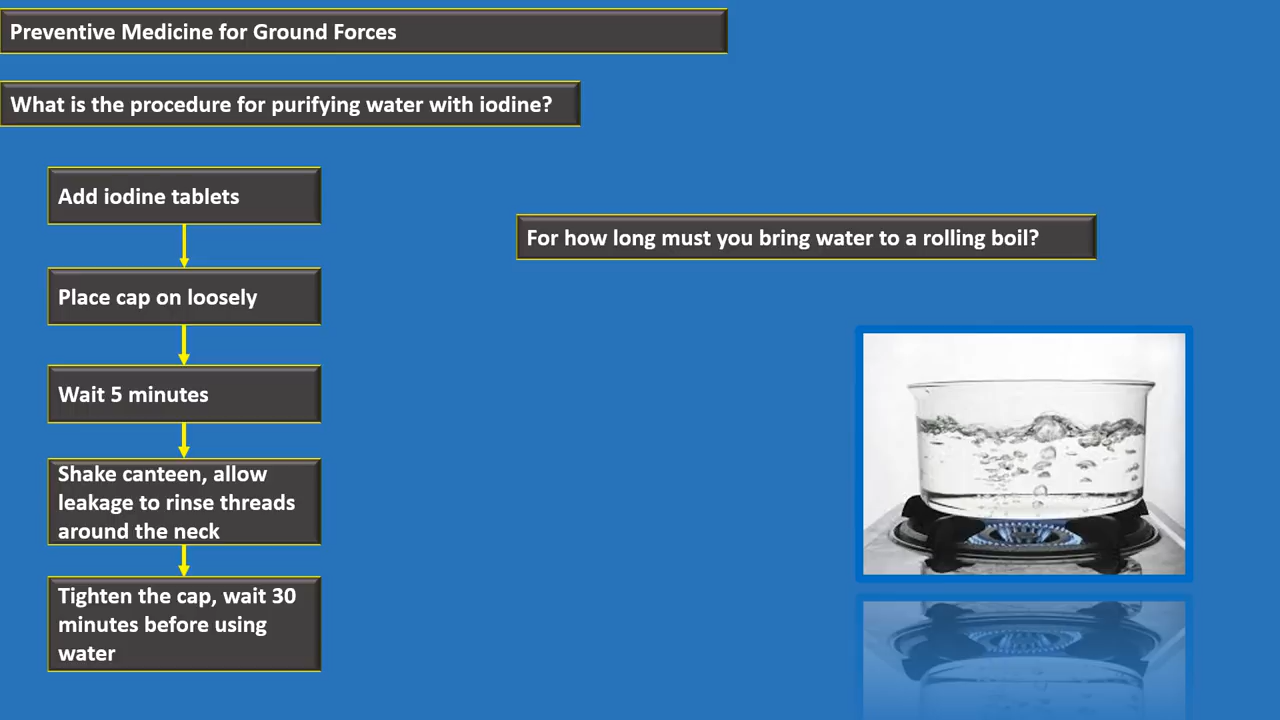 Preventive Medicine for Ground Forces
What is the procedure for purifying water with iodine?
Add iodine tablets
Place cap on loosely
Wait 5 minutes
Shake canteen, allow
leakage to rinse threads
around the neck
Tighten the cap, wait 30
minutes before using
water
For how long must you bring water to a rolling boil?